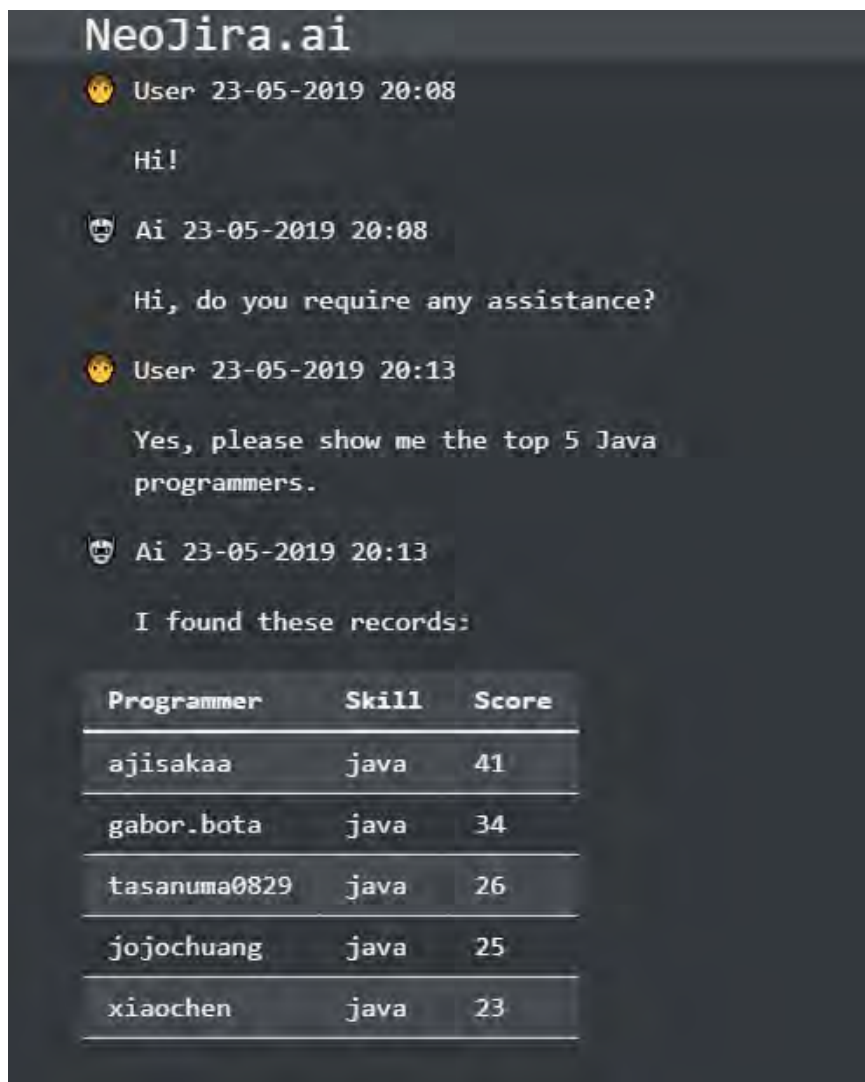 NeoJira.ai
User 23-05-2019 20:08
Hi!
Ai 23-05-2019 20:08
Hi, do you require any assistance?
User 23-05-2019 20:13
Yes, please show me the top 5 Java
programmers.
Ai 23-05-2019 20:13
I found these records:
Programmer Skill Score
ajisakaa java 41
gabor.bota java 34
tasanuma0829 java 26
jojochuang java 25
xiaochen java 23